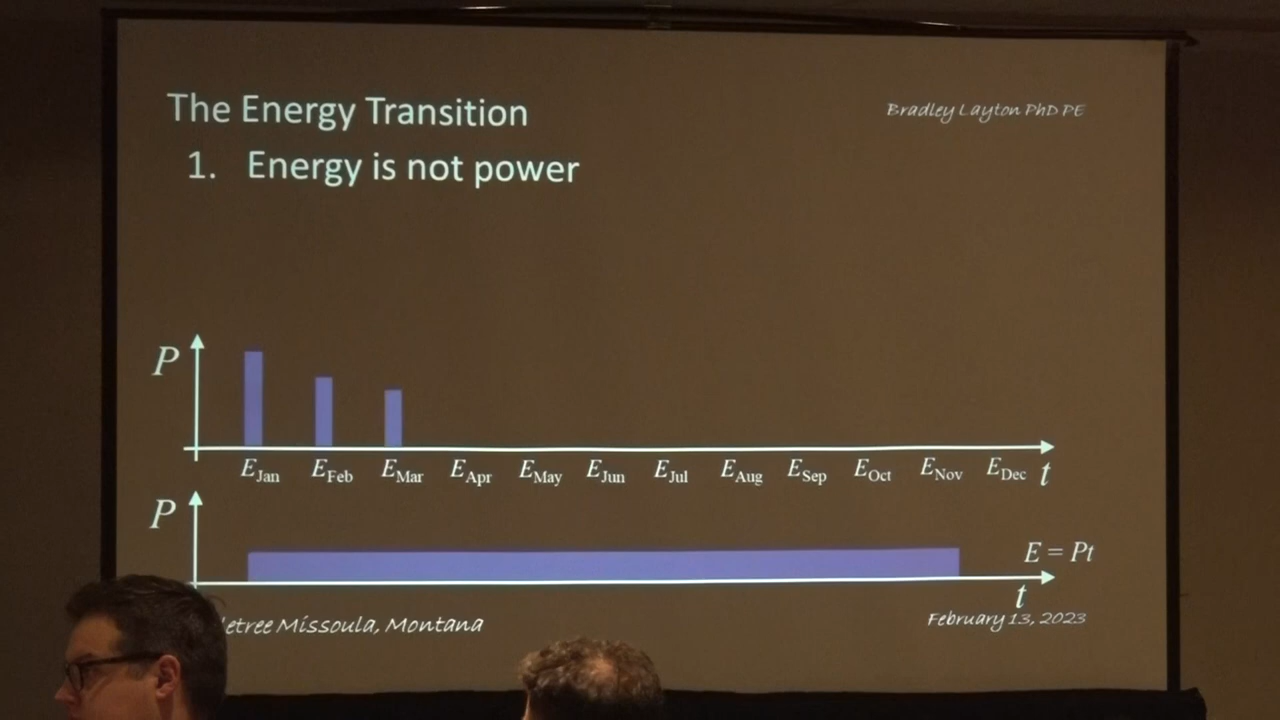 The Energy Transition
Bradley Layton PhD PE
1. Energy is not power
P
E_Jan E_Feb E_Mar E_Apr E_May E_Jun E_Jul E_Aug E_Sep E_Oct E_Nov E_Dec t
P
E = Pt
t
Missoula, Montana
February 13, 2023